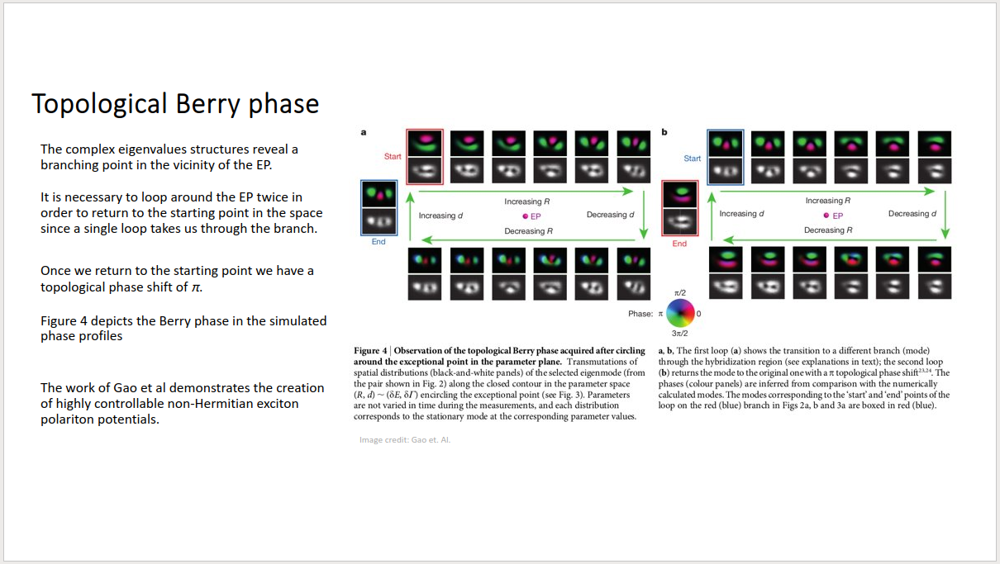 Topological Berry phase
The complex eigenvalues structures reveal a
branching point in the vicinity of the EP.
It is necessary to loop around the EP twice in
order to return to the starting point in the space
since a single loop takes us through the branch.
Once we return to the starting point we have a
topological phase shift of π.
Figure 4 depicts the Berry phase in the simulated
phase profiles
The work of Gao et al demonstrates the creation
of highly controllable non-Hermitian exciton
polariton potentials.
a
Start
Increasing R
Increasing d
EP
Decreasing d
Decreasing R
End
b
Start
Increasing R
Increasing d
EP
Decreasing d
Decreasing R
End
π/2
Phase: π
0
3π/2
Figure 4 | Observation of the topological Berry phase acquired after circling
around the exceptional point in the parameter plane. Transmutations of
spatial distributions (black-and-white panels) of the selected eigenmode (from
the pair shown in Fig. 2) along the closed contour in the parameter space
(R, d) ~ (δE, δΓ) encircling the exceptional point (see Fig. 3). Parameters
are not varied in time during the measurements, and each distribution
corresponds to the stationary mode at the corresponding parameter values.
a, b, The first loop (a) shows the transition to a different branch (mode)
through the hybridization region (see explanations in text); the second loop
(b) returns the mode to the original one with a π topological phase shift23,24. The
phases (colour panels) are inferred from comparison with the numerically
calculated modes. The modes corresponding to the 'start' and 'end' points of the
loop on the red (blue) branch in Figs 2a, b and 3a are boxed in red (blue).
Image credit: Gao et. Al.